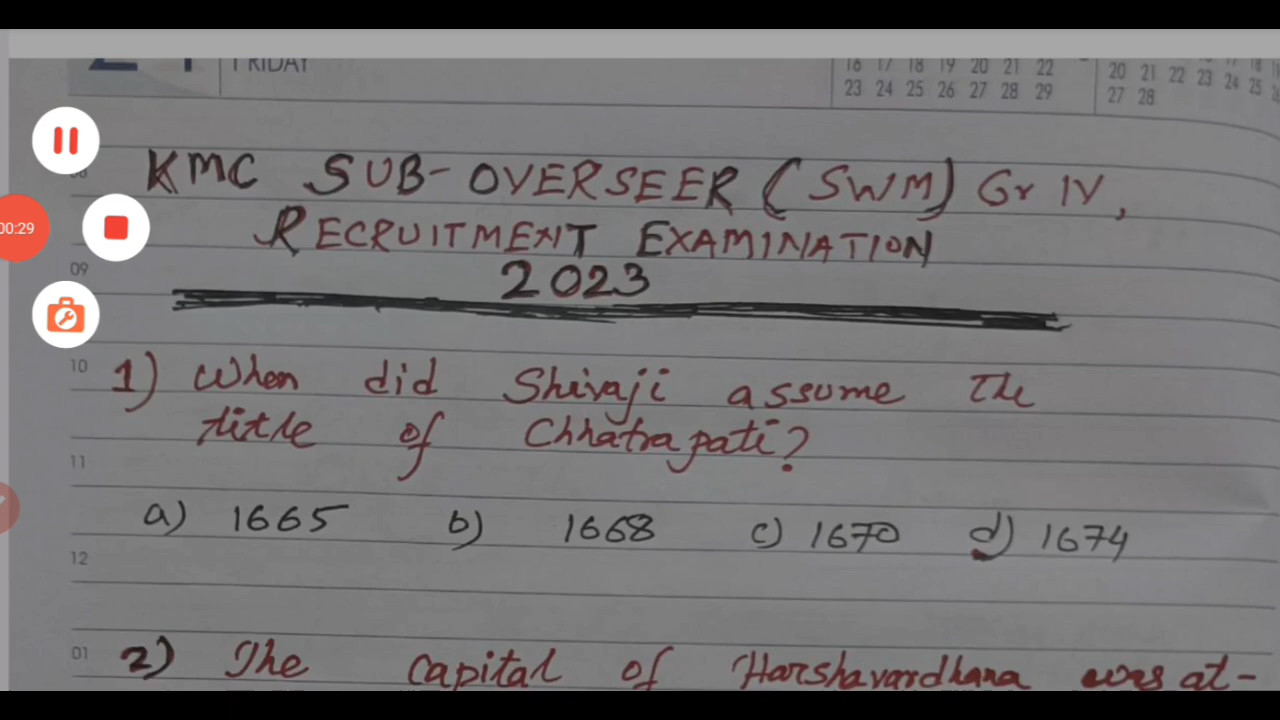 FRIDAY
16 17 18 19 20 21 22
23 24 25 26 27 28 29
20 21 22 23 24 25
27 28
KMC SUB-OVERSEER (SWM) Gr IV,
RECRUITMENT EXAMINATION
2023
00:29
09
10
1) When did Shivaji assume the
title of Chhatrapati?
11
a) 1665 b) 1668 c) 1670 d) 1674
12
01
2) The capital of Harshavardhana was at-